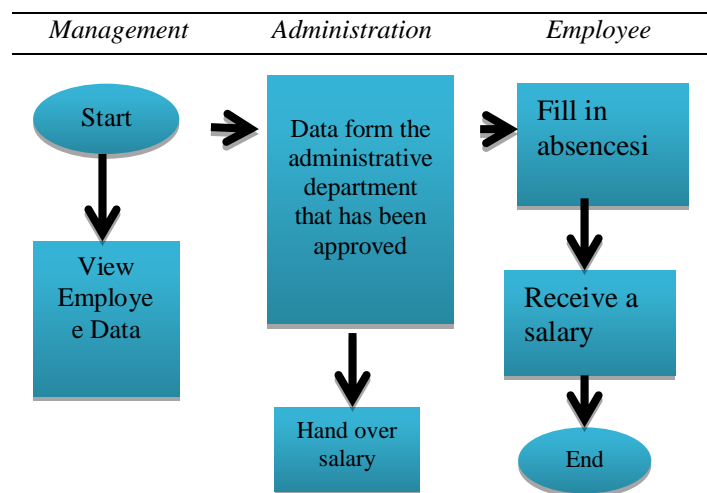 Management Administration Employee
Start
View
Employe
e Data
Data form the
administrative
department
that has been
approved
Hand over
salary
Fill in
absencesi
Receive a
salary
End